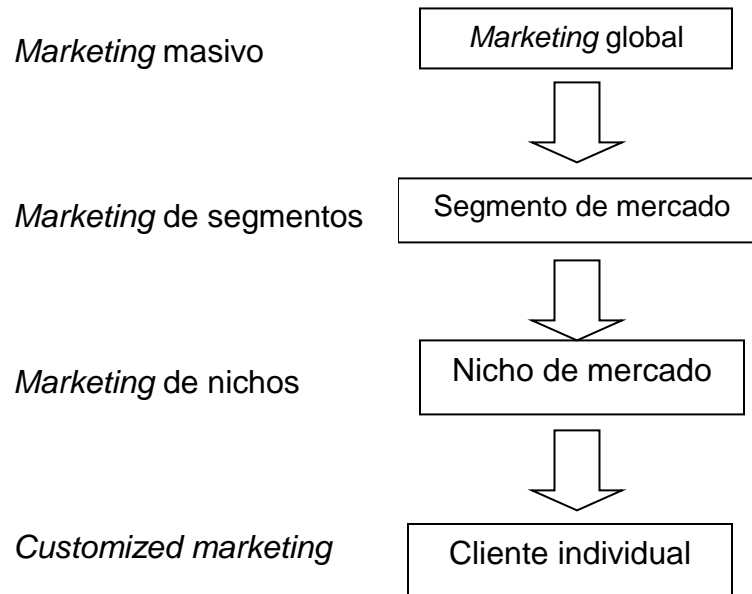 Marketing masivo
Marketing global
Marketing de segmentos
Segmento de mercado
Marketing de nichos
Nicho de mercado
Customized marketing
Cliente individual